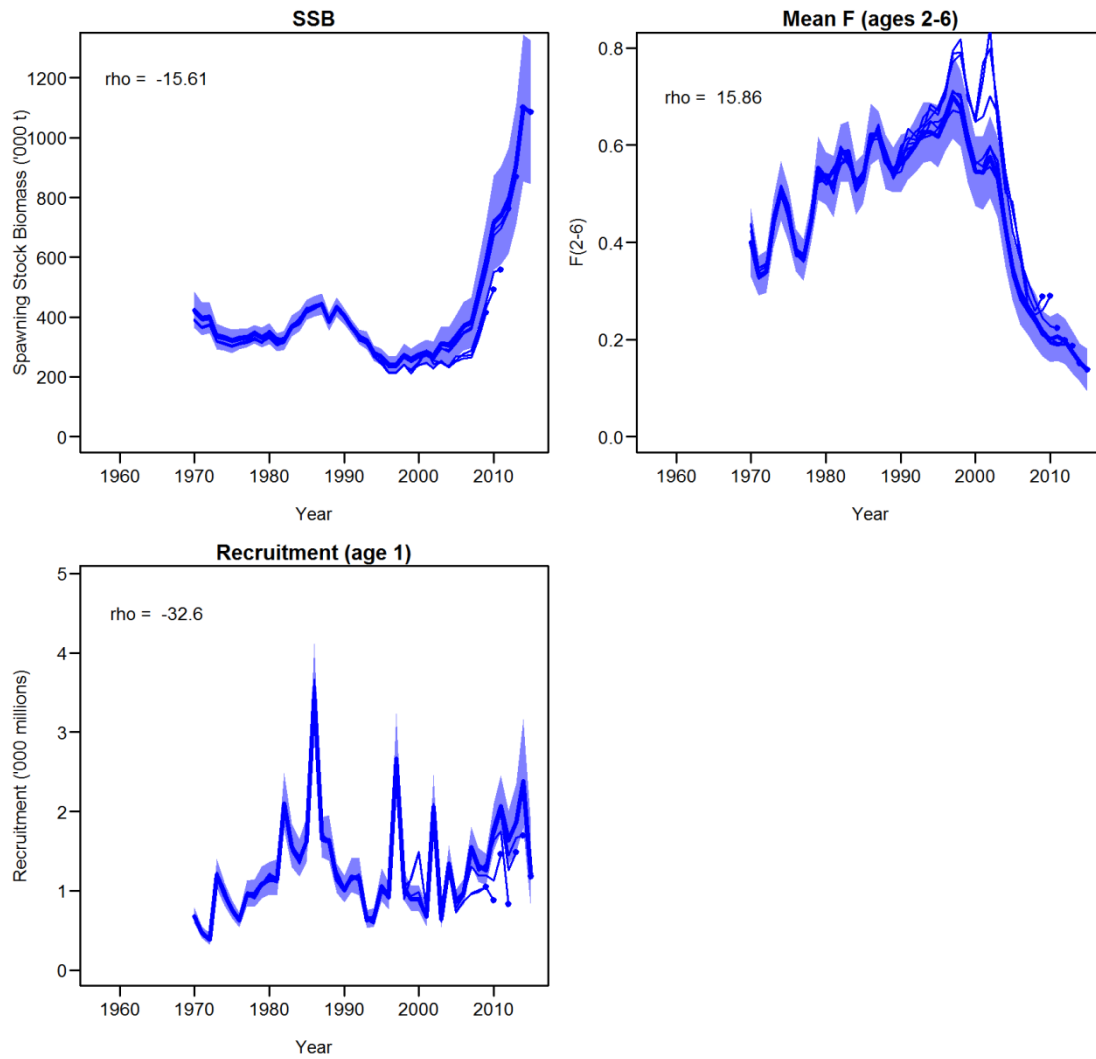 SSB
rho = -15.61
Spawning Stock Biomass ('000 t)
1200
1000
800
600
400
200
0
1960 1970 1980 1990 2000 2010
Year
Mean F (ages 2-6)
rho = 15.86
F(2-6)
0.8
0.6
0.4
0.2
0.0
1960 1970 1980 1990 2000 2010
Year
Recruitment (age 1)
rho = -32.6
Recruitment ('000 millions)
5
4
3
2
1
0
1960 1970 1980 1990 2000 2010
Year